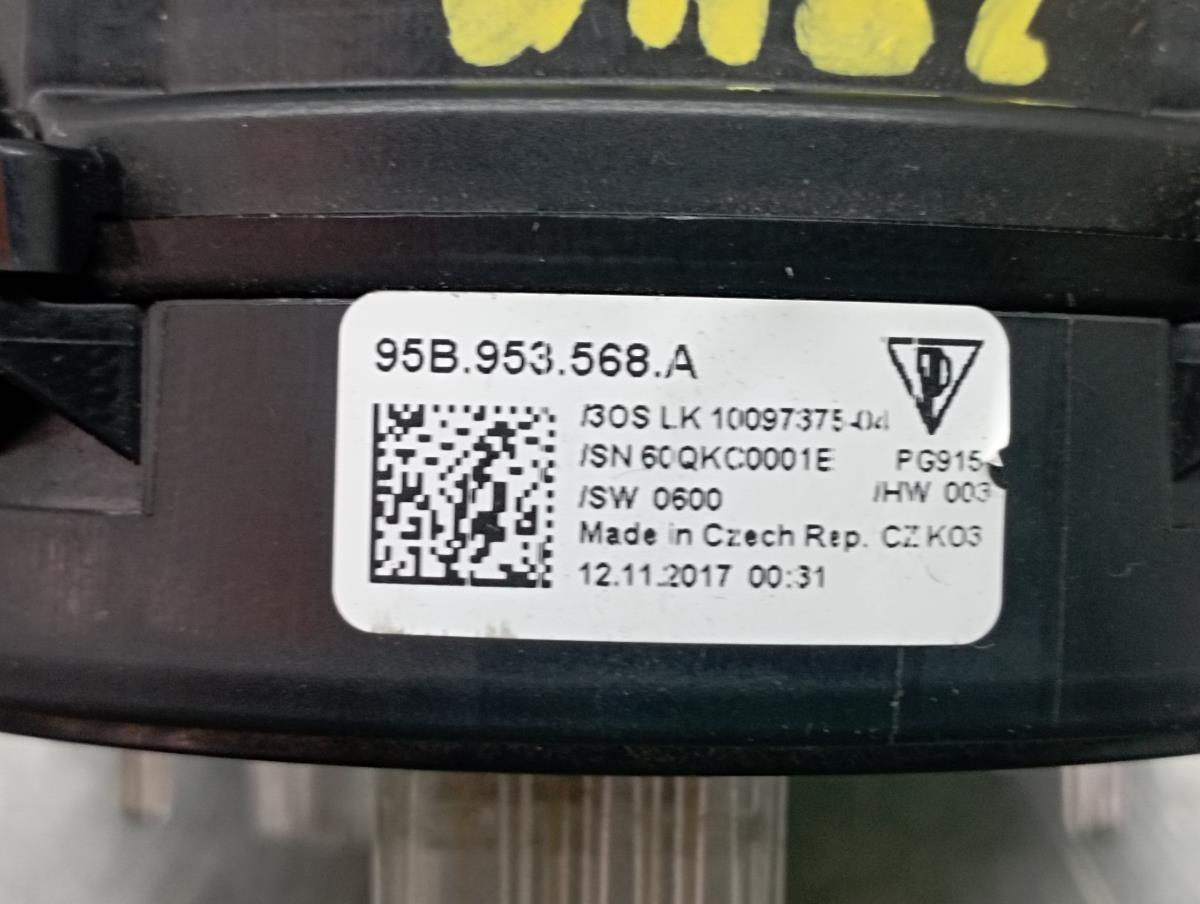 95B.953.568.A
/3OS LK 10097375-04
/SN 60QKC0001E PG915
/SW 0600 /HW 003
Made in Czech Rep. CZ K03
12.11.2017 00:31